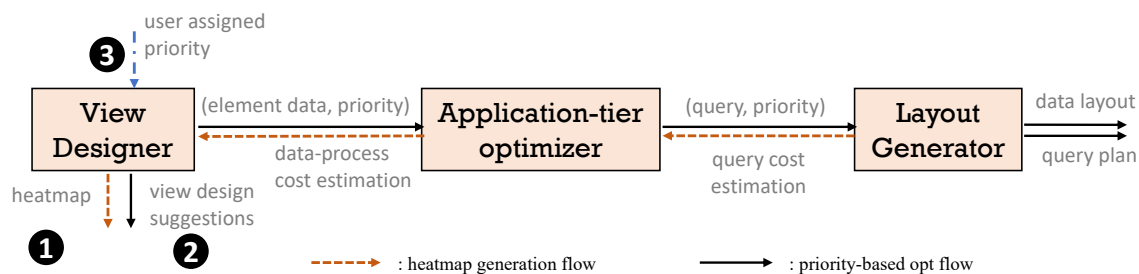 user assigned
priority
3
View
Designer
(element data, priority)
data-process
cost estimation
Application-tier
optimizer
(query, priority)
query cost
estimation
Layout
Generator
data layout
query plan
heatmap
view design
suggestions
1
2
: heatmap generation flow
: priority-based opt flow